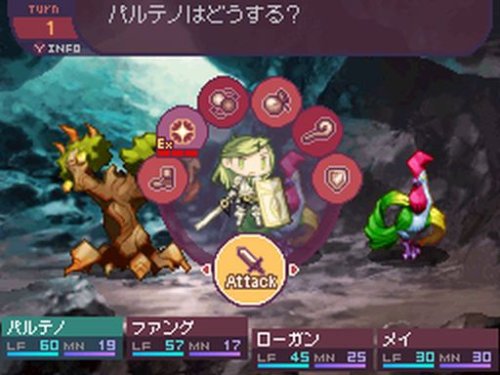 TURN
1
YINFO
パルテノはどうする?
Ex
Attack
パルテノ
LF 60 MN 19
ファング
LF 57 MN 17
ローガン
LF 45 MN 25
メイ
LF 30 MN 30